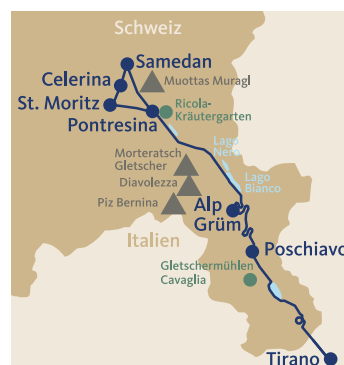 Schweiz
Samedan
Celerina
Muottas Muragl
St. Moritz
Ricola-
Kräutergarten
Pontresina
Lago
Nero
Morteratsch
Gletscher
Lago
Bianco
Diavolezza
Piz Bernina
Alp
Grüm
Italien
Poschiavo
Gletschermühlen
Cavaglia
Tirano